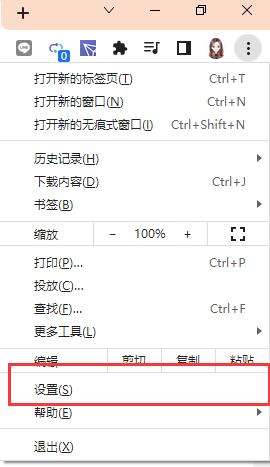 LINE
0
打开新的标签页(T) Ctrl+T
打开新的窗口(N) Ctrl+N
打开新的无痕式窗口(I) Ctrl+Shift+N
历史记录(H)
下载内容(D) Ctrl+J
书签(B)
缩放 − 100% +
打印(P)... Ctrl+P
投放(C)...
查找(F)... Ctrl+F
更多工具(L)
编辑 剪切 复制 粘贴
设置(S)
帮助(E)
退出(X)